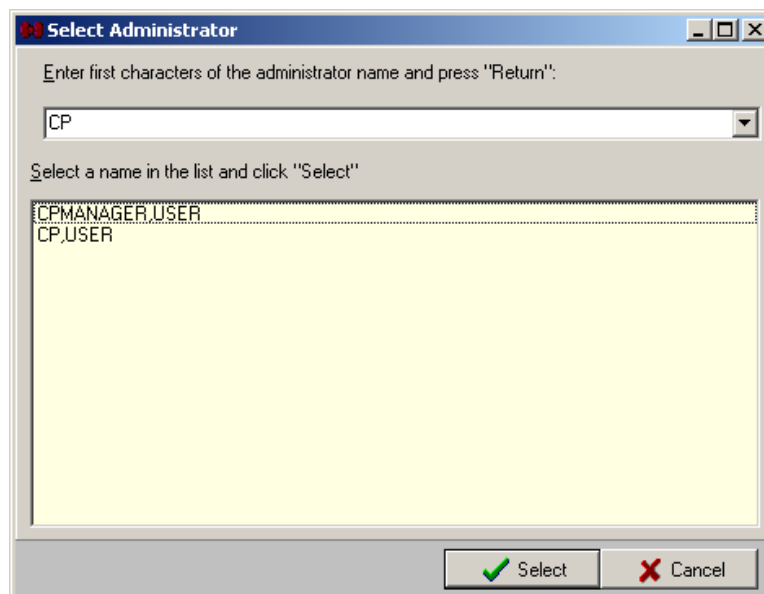 Select Administrator
Enter first characters of the administrator name and press "Return":
CP
Select a name in the list and click "Select"
CPMANAGER,USER
CP,USER
Select
Cancel